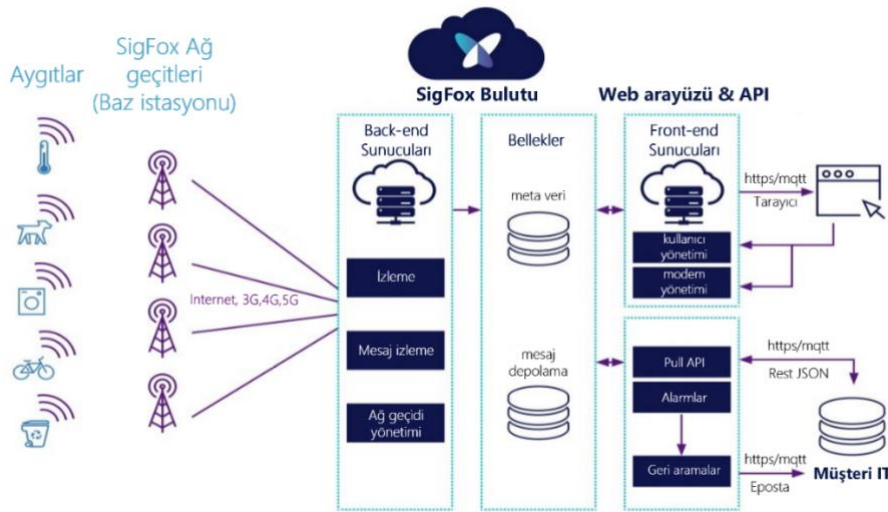 Aygıtlar
SigFox Ağ
geçitleri
(Baz istasyonu)
Internet, 3G,4G,5G
SigFox Bulutu
Web arayüzü & API
Back-end
Sunucuları
İzleme
Mesaj izleme
Ağ geçidi
yönetimi
Bellekler
meta veri
mesaj
depolama
Front-end
Sunucuları
kullanıcı
yönetimi
modem
yönetimi
https/mqtt
Tarayici
Pull API
Alarmlar
Geri aramalar
https/mqtt
Rest JSON
https/mqtt
Eposta
Müşteri IT